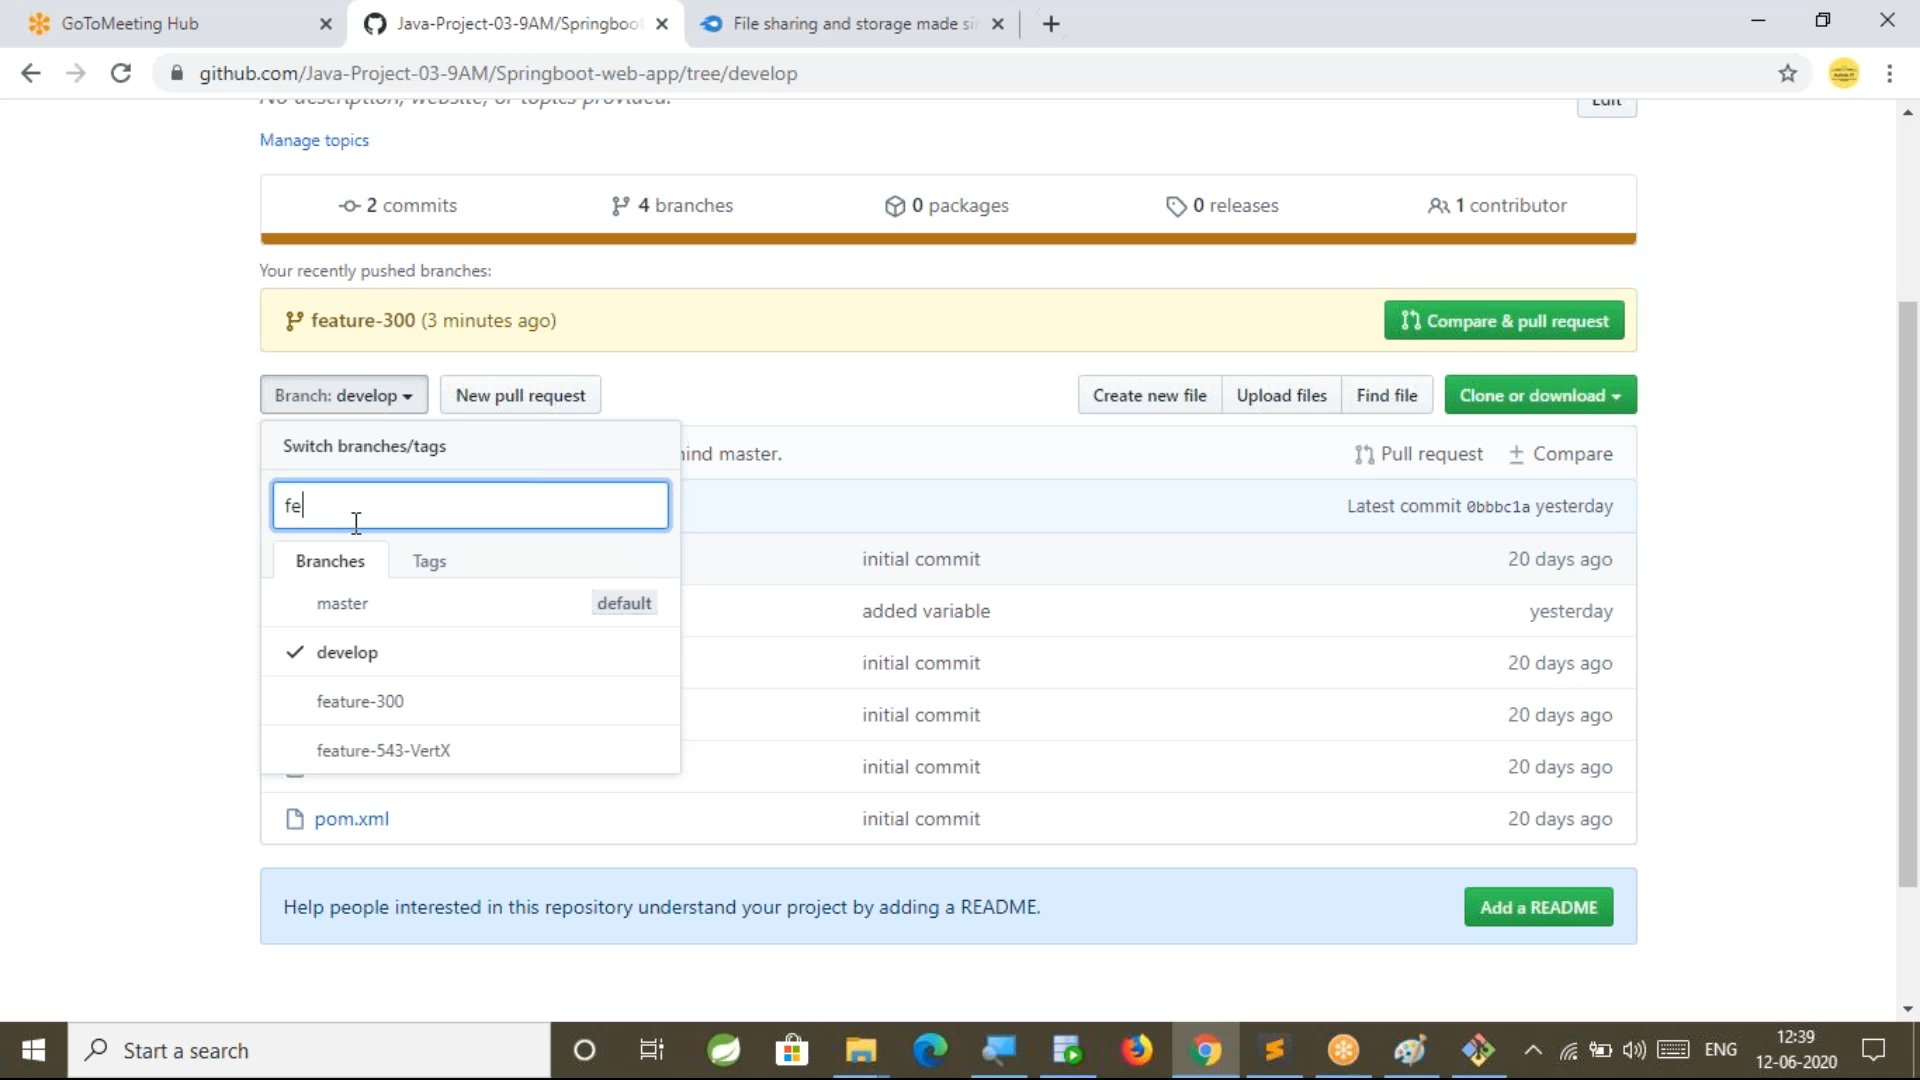 GoToMeeting Hub
Java-Project-03-9AM/Springboo
File sharing and storage made si
github.com/Java-Project-03-9AM/Springboot-web-app/tree/develop
No description, website, or topics provided.
Edit
Manage topics
2 commits
4 branches
0 packages
0 releases
1 contributor
Your recently pushed branches:
feature-300 (3 minutes ago)
Compare & pull request
Branch: develop
New pull request
Create new file
Upload files
Find file
Clone or download
Switch branches/tags
ind master.
Pull request
Compare
fe
Latest commit 0bbbc1a yesterday
Branches
Tags
initial commit
20 days ago
master
default
added variable
yesterday
develop
initial commit
20 days ago
feature-300
initial commit
20 days ago
feature-543-VertX
initial commit
20 days ago
pom.xml
initial commit
20 days ago
Help people interested in this repository understand your project by adding a README.
Add a README
Start a search
ENG
12:39
12-06-2020